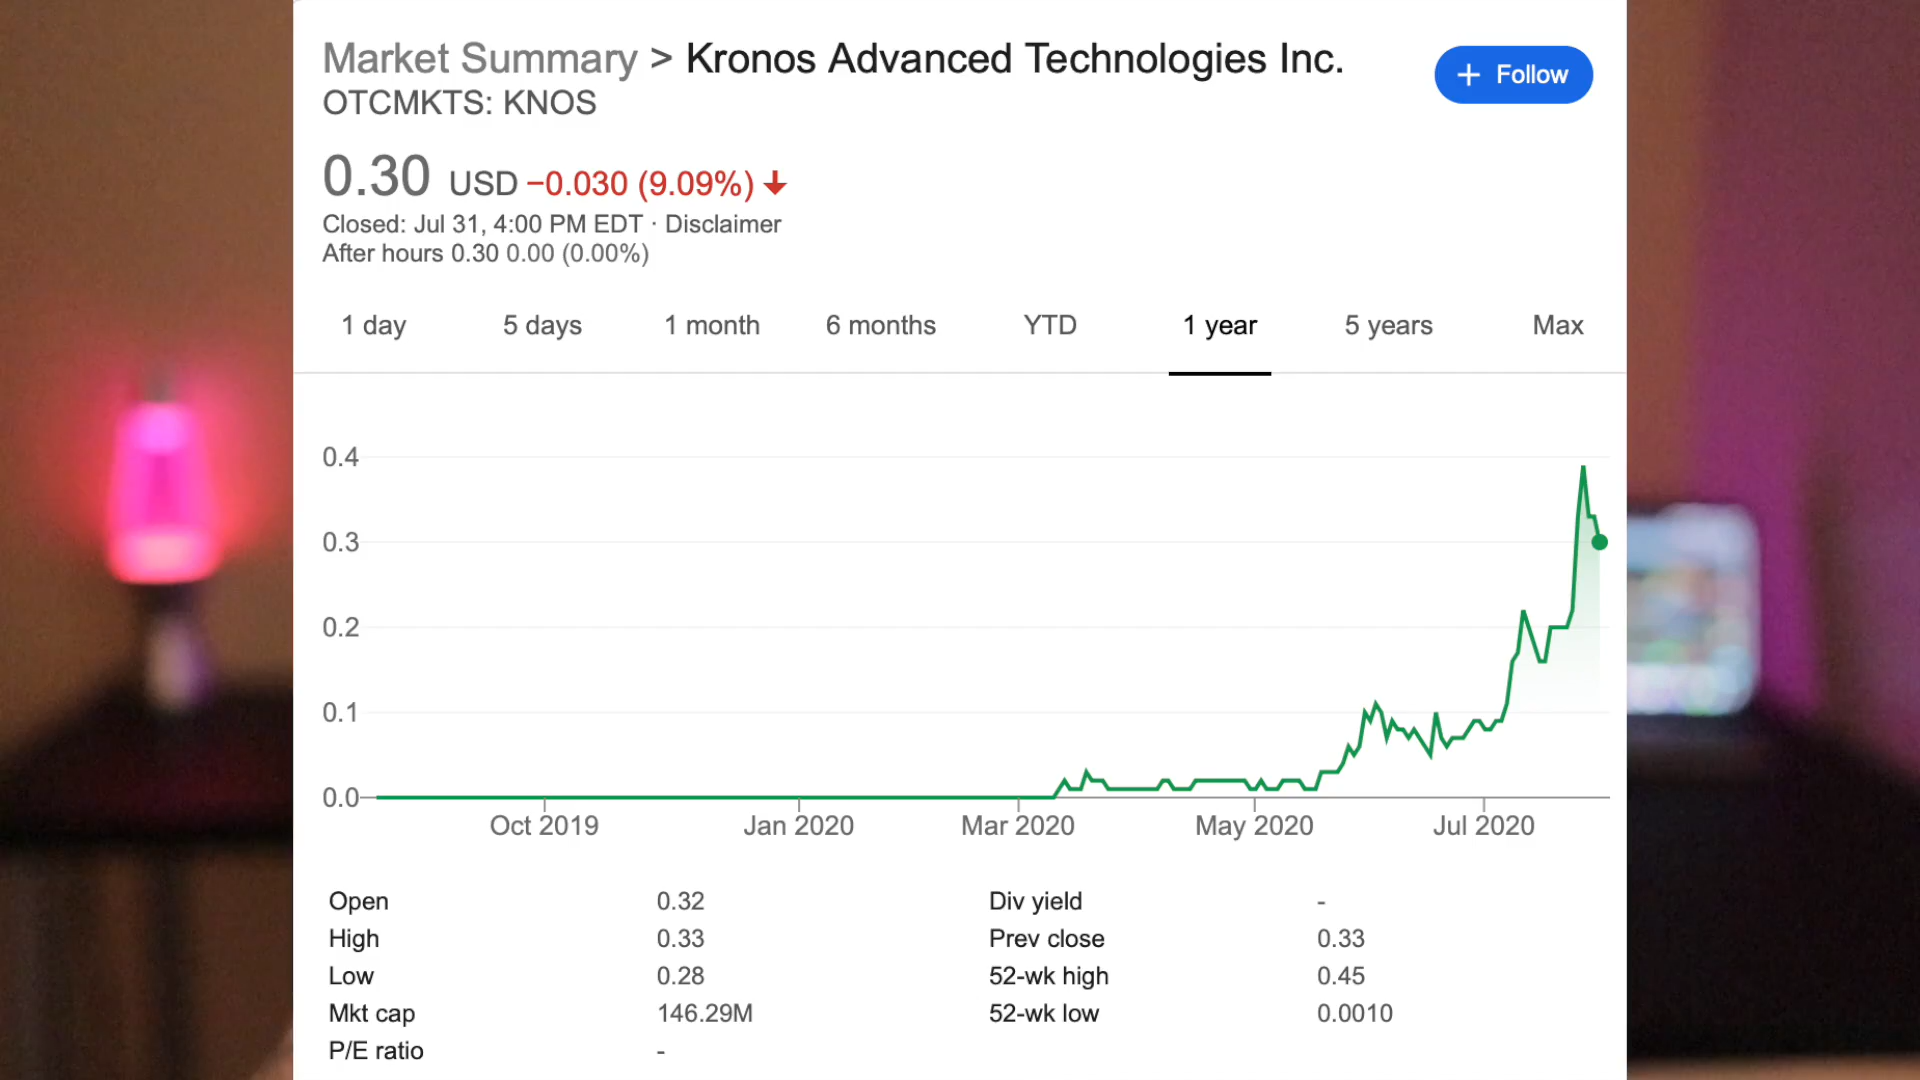 Market Summary > Kronos Advanced Technologies Inc.
+ Follow
OTCMKTS: KNOS
0.30 USD −0.030 (9.09%) ↓
Closed: Jul 31, 4:00 PM EDT · Disclaimer
After hours 0.30 0.00 (0.00%)
1 day 5 days 1 month 6 months YTD 1 year 5 years Max
0.4
0.3
0.2
0.1
0.0
Oct 2019 Jan 2020 Mar 2020 May 2020 Jul 2020
Open 0.32 Div yield -
High 0.33 Prev close 0.33
Low 0.28 52-wk high 0.45
Mkt cap 146.29M 52-wk low 0.0010
P/E ratio -